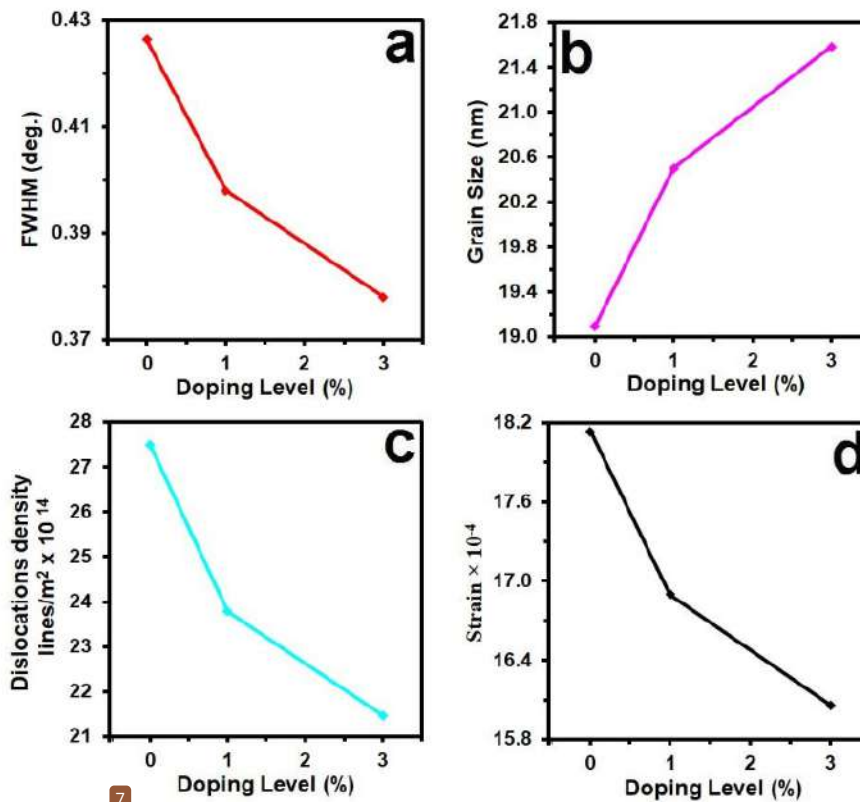 a
FWHM (deg.)
0.43
0.41
0.39
0.37
0 1 2 3
Doping Level (%)
b
Grain Size (nm)
21.8
21.4
21.0
20.6
20.2
19.8
19.4
19.0
0 1 2 3
Doping Level (%)
c
Dislocations density
lines/m² x 10 14
28
27
26
25
24
23
22
21
0 1 2 3
Doping Level (%)
7
d
Strain × 10-4
18.2
17.6
17.0
16.4
15.8
0 1 2 3
Doping Level (%)